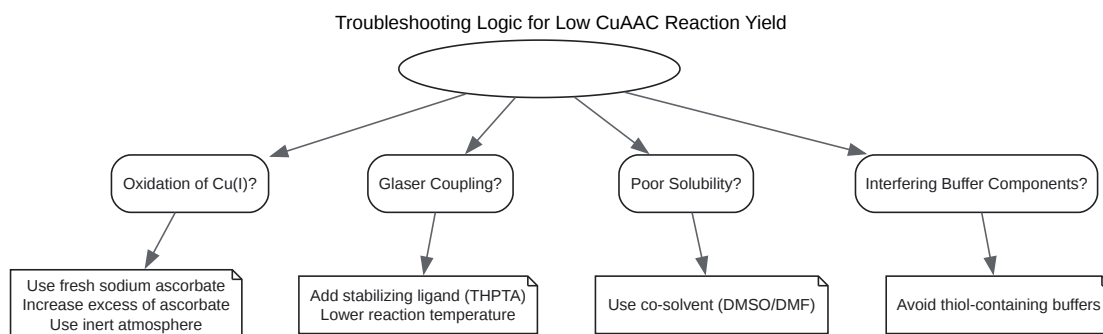 Troubleshooting Logic for Low CuAAC Reaction Yield
Oxidation of Cu(I)?
Glaser Coupling?
Poor Solubility?
Interfering Buffer Components?
Use fresh sodium ascorbate
Increase excess of ascorbate
Use inert atmosphere
Add stabilizing ligand (THPTA)
Lower reaction temperature
Use co-solvent (DMSO/DMF)
Avoid thiol-containing buffers